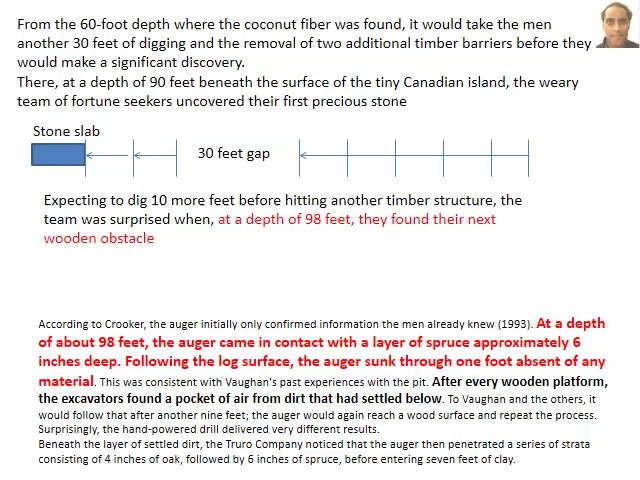 From the 60-foot depth where the coconut fiber was found, it would take the men
another 30 feet of digging and the removal of two additional timber barriers before they
would make a significant discovery.
There, at a depth of 90 feet beneath the surface of the tiny Canadian island, the weary
team of fortune seekers uncovered their first precious stone
Stone slab
30 feet gap
Expecting to dig 10 more feet before hitting another timber structure, the
team was surprised when, at a depth of 98 feet, they found their next
wooden obstacle
According to Crooker, the auger initially only confirmed information the men already knew (1993). At a depth
of about 98 feet, the auger came in contact with a layer of spruce approximately 6
inches deep. Following the log surface, the auger sunk through one foot absent of any
material. This was consistent with Vaughan's past experiences with the pit. After every wooden platform,
the excavators found a pocket of air from dirt that had settled below. To Vaughan and the others, it
would follow that after another nine feet; the auger would again reach a wood surface and repeat the process.
Surprisingly, the hand-powered drill delivered very different results.
Beneath the layer of settled dirt, the Truro Company noticed that the auger then penetrated a series of strata
consisting of 4 inches of oak, followed by 6 inches of spruce, before entering seven feet of clay.